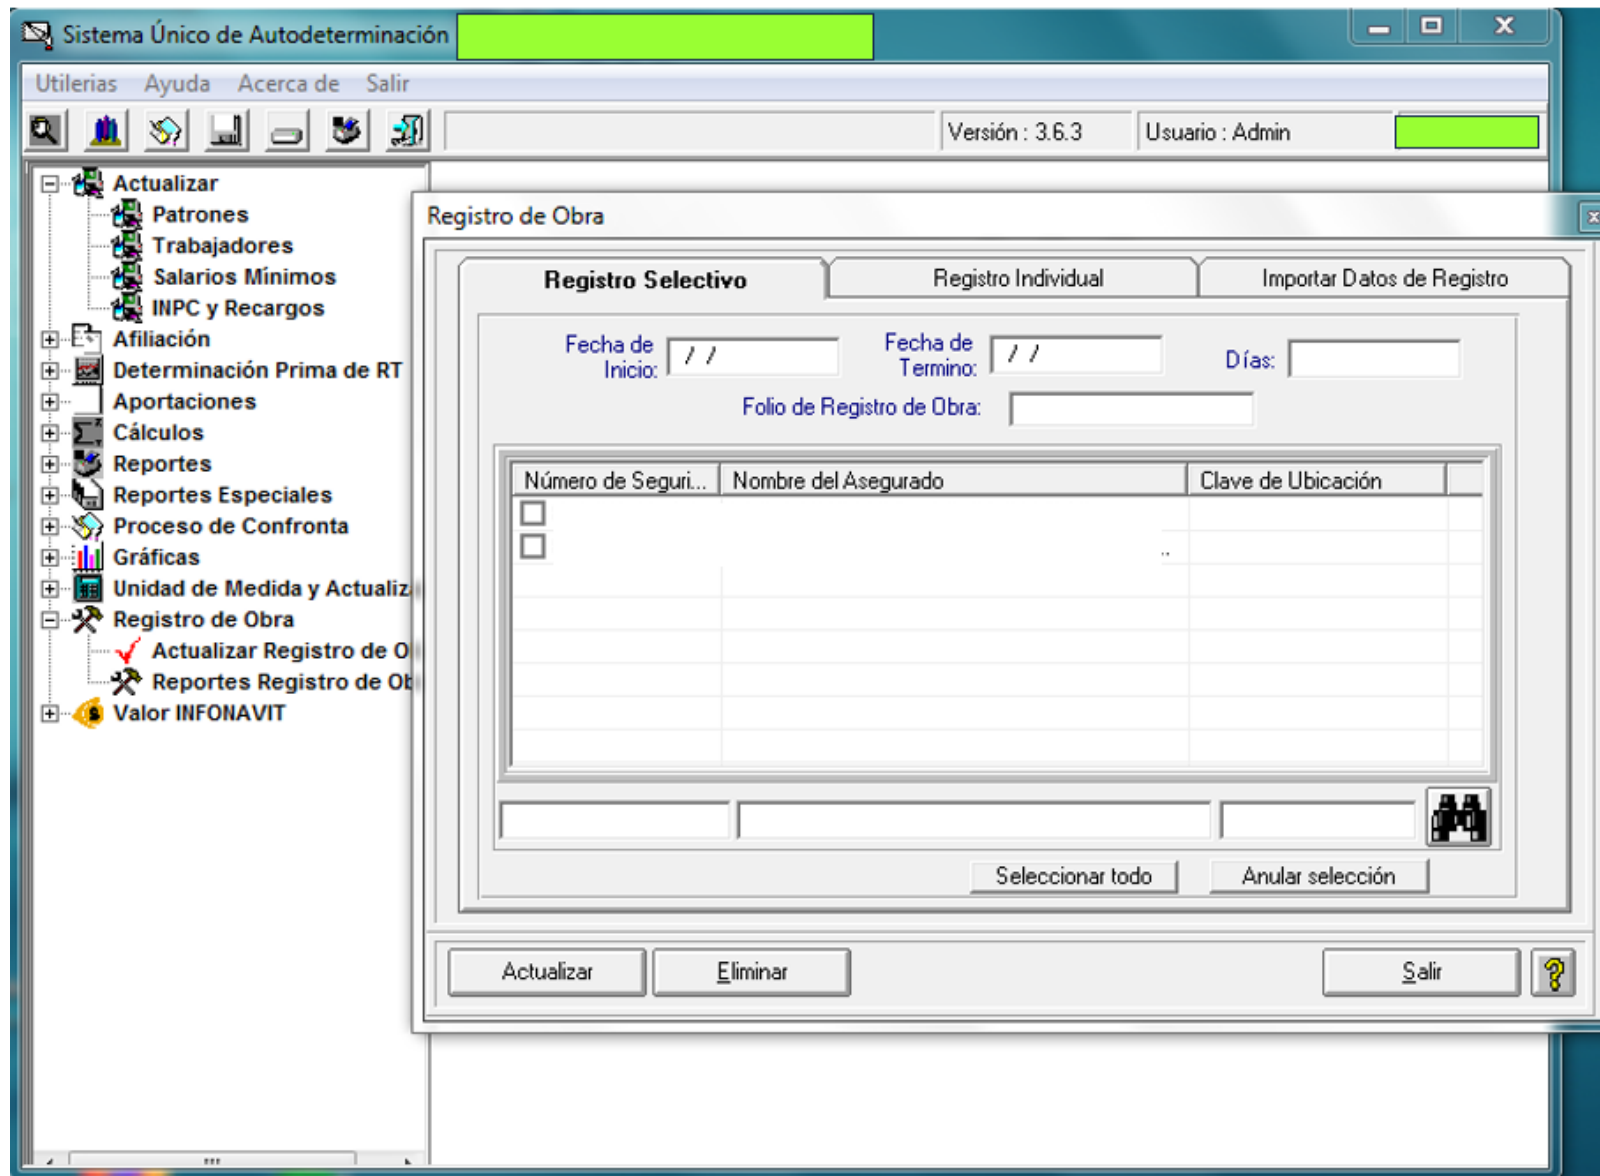 Sistema Único de Autodeterminación
Utilerias Ayuda Acerca de Salir
Versión : 3.6.3 Usuario : Admin
Actualizar
Patrones
Trabajadores
Salarios Mínimos
INPC y Recargos
Afiliación
Determinación Prima de RT
Aportaciones
Cálculos
Reportes
Reportes Especiales
Proceso de Confronta
Gráficas
Unidad de Medida y Actualiza
Registro de Obra
Actualizar Registro de O
Reportes Registro de Ob
Valor INFONAVIT
Registro de Obra
Registro Selectivo Registro Individual Importar Datos de Registro
Fecha de Inicio: / /
Fecha de Termino: / /
Días:
Folio de Registro de Obra:
Número de Seguri... Nombre del Asegurado Clave de Ubicación
..
Seleccionar todo Anular selección
Actualizar Eliminar Salir ?